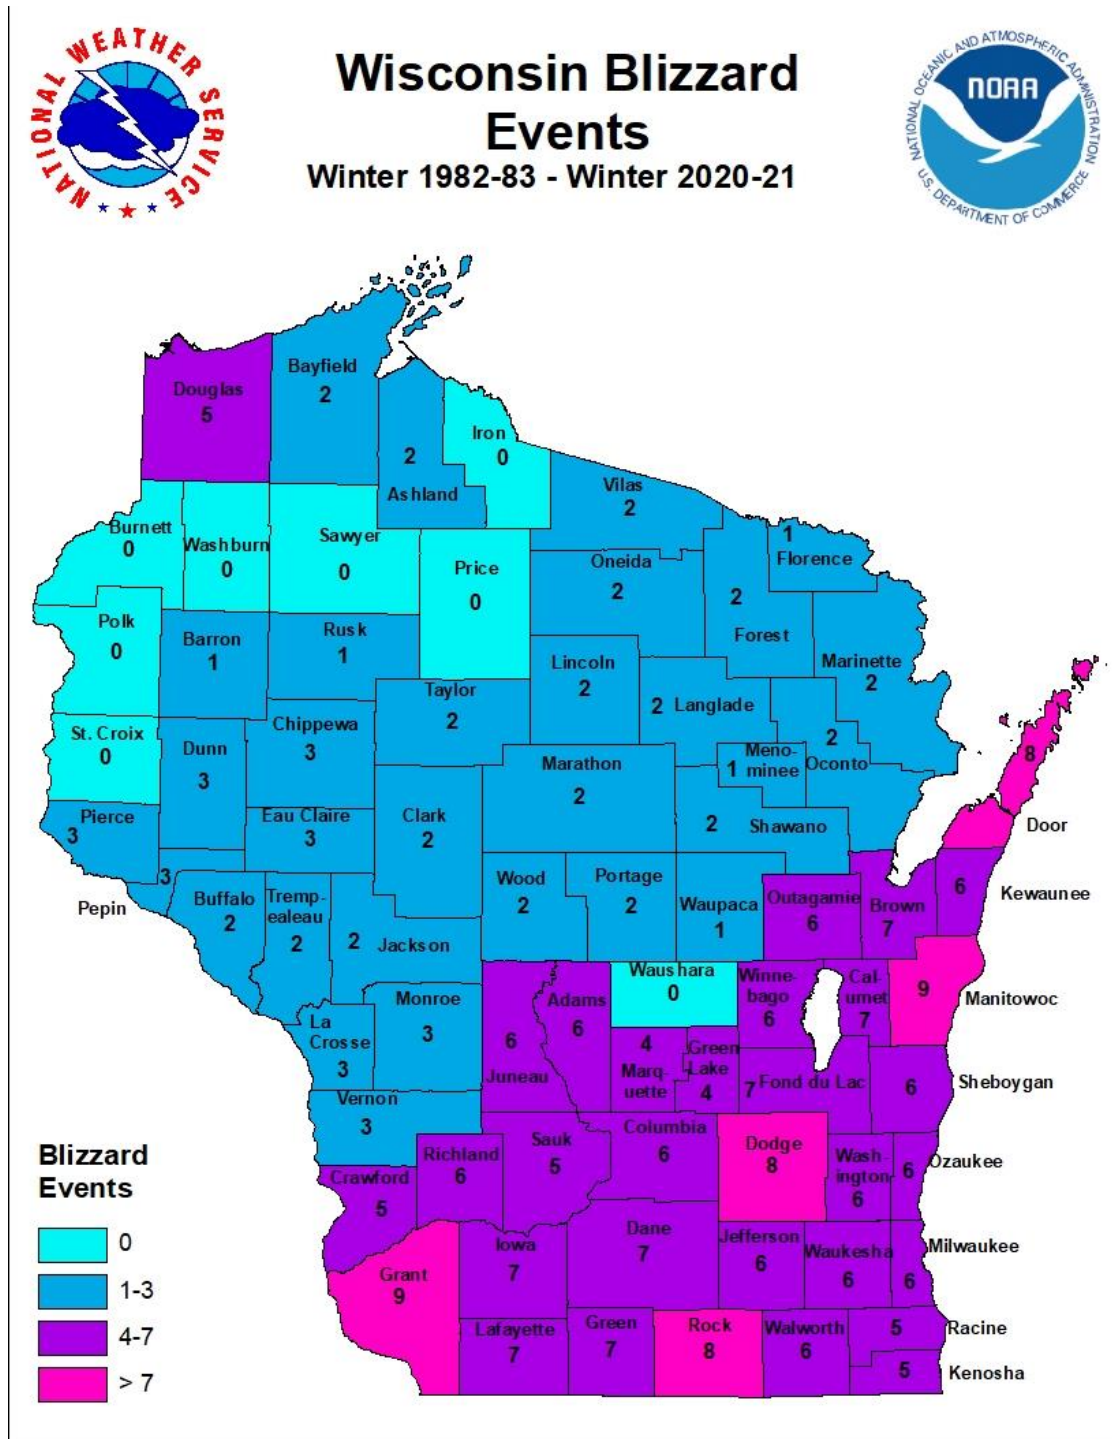 NATIONAL WEATHER SERVICE
Wisconsin Blizzard
Events
Winter 1982-83 - Winter 2020-21
NATIONAL OCEANIC AND ATMOSPHERIC ADMINISTRATION
NOAA
U.S. DEPARTMENT OF COMMERCE
Bayfield
2
Douglas
5
Iron
0
2
Ashland
Vilas
2
Burnett
0
Washburn
0
Sawyer
0
Price
0
Oneida
2
1
Florence
2
Forest
Polk
0
Barron
1
Rusk
1
Lincoln
2
Marinette
2
Taylor
2
2 Langlade
St. Croix
0
Dunn
3
Chippewa
3
Marathon
2
Meno-
1 minee
2
Oconto
8
Door
Pierce
3
Eau Claire
3
Clark
2
2 Shawano
3
Pepin
Buffalo
2
Tremp-
ealeau
2
2 Jackson
Wood
2
Portage
2
Waupaca
1
Outagamie
6
Brown
7
6
Kewaunee
Monroe
3
Adams
6
Waushara
0
Winne-
bago
6
Cal-
umet
7
9
Manitowoc
La
Crosse
3
6
Juneau
4
Marq-
uette
Green
Lake
4
7 Fond du Lac
6
Sheboygan
Vernon
3
Richland
6
Sauk
5
Columbia
6
Dodge
8
Wash-
ington
6
6
Ozaukee
Crawford
5
Grant
9
Iowa
7
Dane
7
Jefferson
6
Waukesha
6
6
Milwaukee
Lafayette
7
Green
7
Rock
8
Walworth
6
5
Racine
5
Kenosha
Blizzard
Events
0
1-3
4-7
> 7